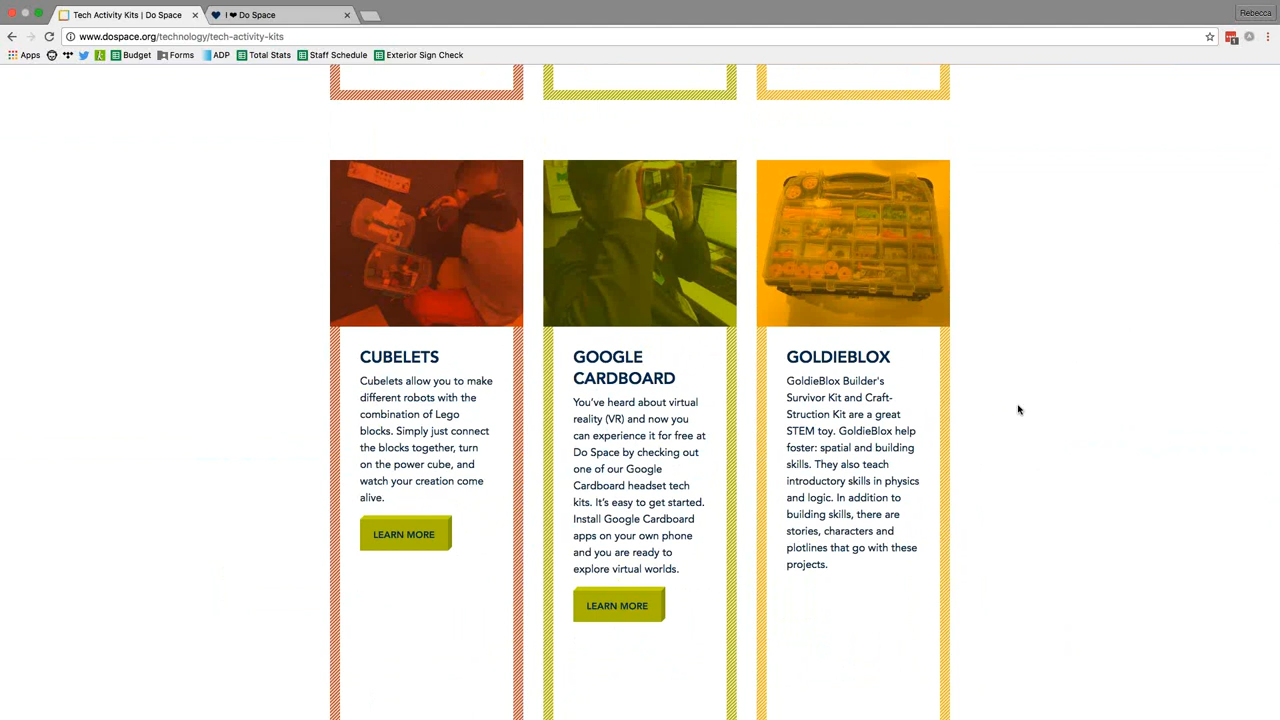 Tech Activity Kits | Do Space
I ❤ Do Space
Rebecca
www.dospace.org/technology/tech-activity-kits
Apps
Budget
Forms
ADP
Total Stats
Staff Schedule
Exterior Sign Check
CUBELETS
Cubelets allow you to make
different robots with the
combination of Lego
blocks. Simply just connect
the blocks together, turn
on the power cube, and
watch your creation come
alive.
LEARN MORE
GOOGLE
CARDBOARD
You've heard about virtual
reality (VR) and now you
can experience it for free at
Do Space by checking out
one of our Google
Cardboard headset tech
kits. It's easy to get started.
Install Google Cardboard
apps on your own phone
and you are ready to
explore virtual worlds.
LEARN MORE
GOLDIEBLOX
GoldieBlox Builder's
Survivor Kit and Craft-
Struction Kit are a great
STEM toy. GoldieBlox help
foster: spatial and building
skills. They also teach
introductory skills in physics
and logic. In addition to
building skills, there are
stories, characters and
plotlines that go with these
projects.